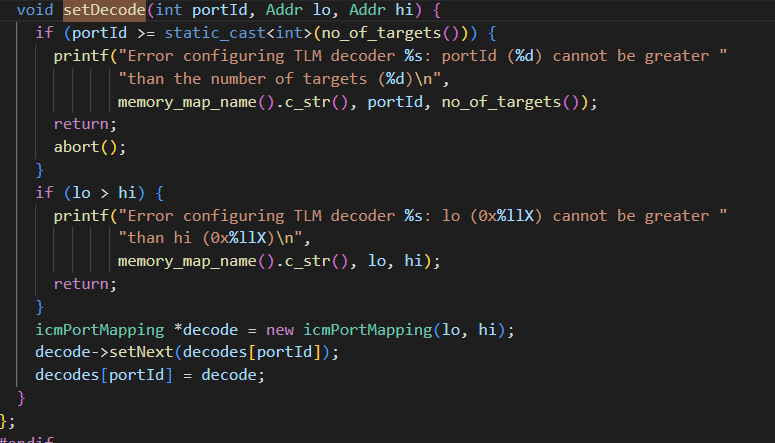 void setDecode(int portId, Addr lo, Addr hi) {
if (portId >= static_cast<int>(no_of_targets())) {
printf("Error configuring TLM decoder %s: portId (%d) cannot be greater "
"than the number of targets (%d)\n",
memory_map_name().c_str(), portId, no_of_targets());
return;
abort();
}
if (lo > hi) {
printf("Error configuring TLM decoder %s: lo (0x%llX) cannot be greater "
"than hi (0x%llX)\n",
memory_map_name().c_str(), lo, hi);
return;
}
icmPortMapping *decode = new icmPortMapping(lo, hi);
decode->setNext(decodes[portId]);
decodes[portId] = decode;
}
};
#endif